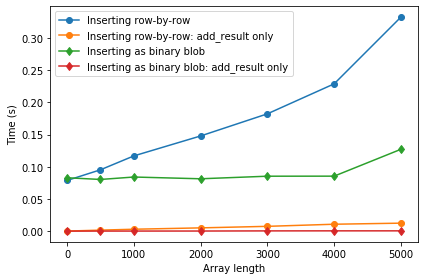 Inserting row-by-row
Inserting row-by-row: add_result only
Inserting as binary blob
Inserting as binary blob: add_result only
0.30
0.25
0.20
0.15
0.10
0.05
0.00
Time (s)
0 1000 2000 3000 4000 5000
Array length